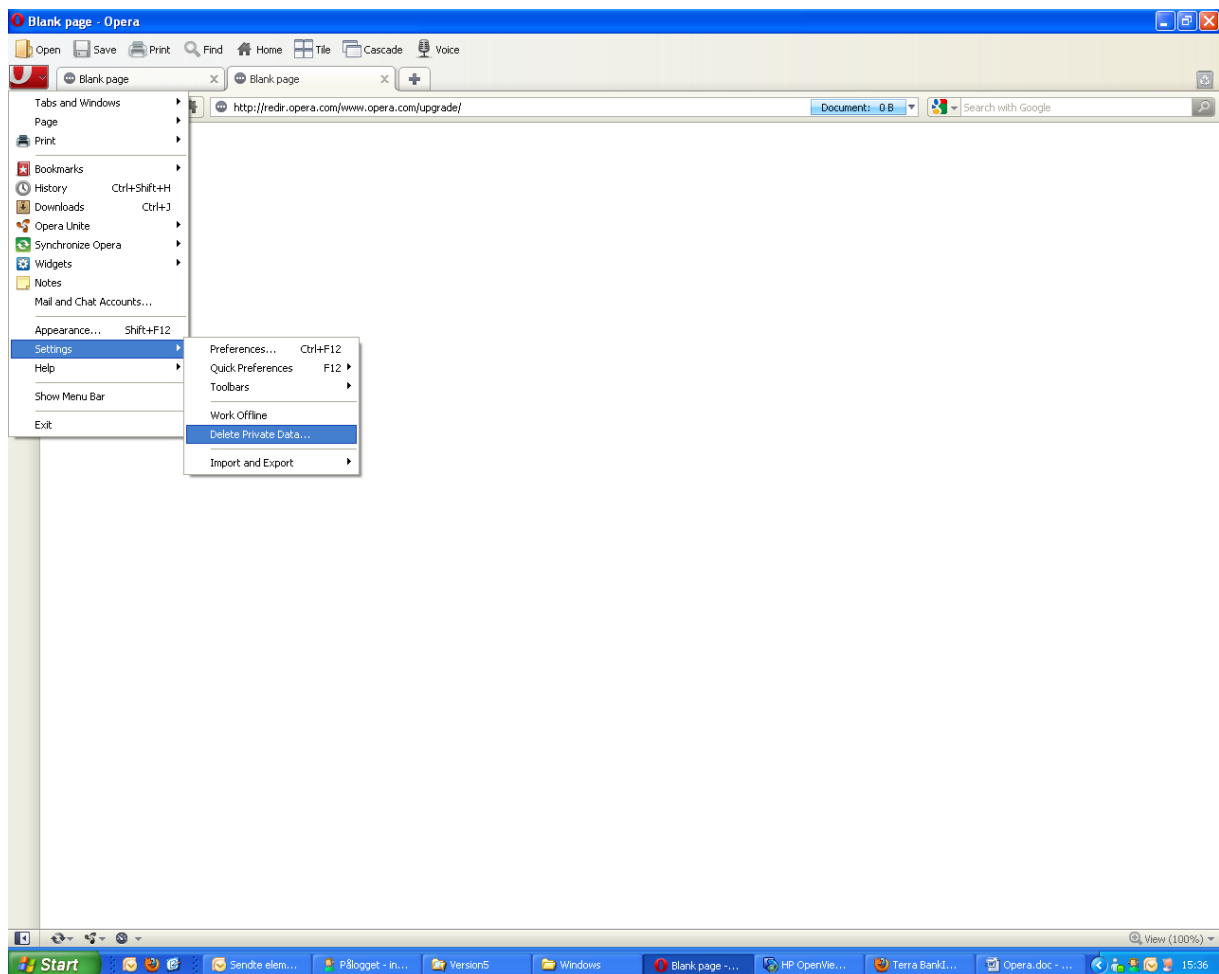 Blank page - Opera
Open Save Print Find Home Tile Cascade Voice
Blank page Blank page
http://redir.opera.com/www.opera.com/upgrade/ Document: 0 B Search with Google
Tabs and Windows
Page
Print
Bookmarks
History Ctrl+Shift+H
Downloads Ctrl+J
Opera Unite
Synchronize Opera
Widgets
Notes
Mail and Chat Accounts...
Appearance... Shift+F12
Settings
Help
Show Menu Bar
Exit
Preferences... Ctrl+F12
Quick Preferences F12
Toolbars
Work Offline
Delete Private Data...
Import and Export
View (100%)
Start Sendte elem... Pålogget - in... Version5 Windows Blank page -... HP OpenVie... Terra BankI... Opera.doc - ... 15:36